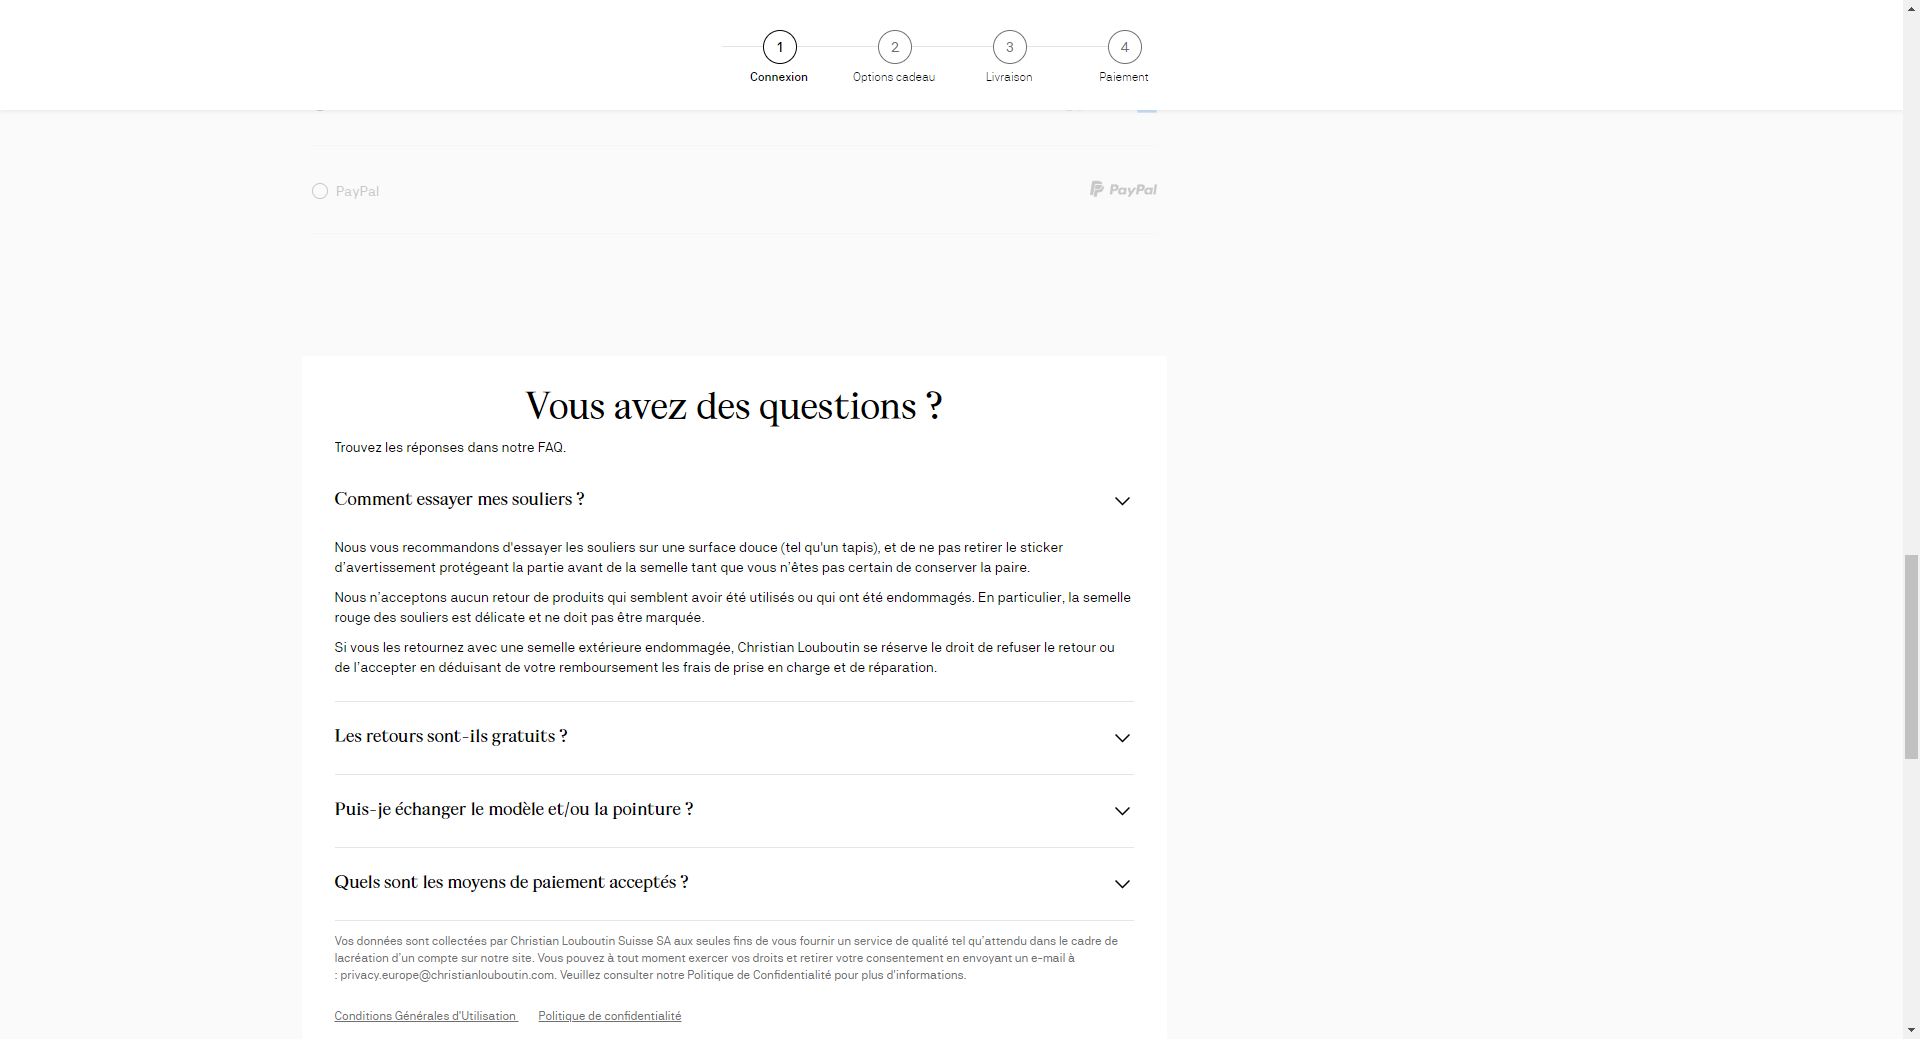 1
2
3
4
Connexion
Options cadeau
Livraison
Paiement
PayPal
PayPal
Vous avez des questions ?
Trouvez les réponses dans notre FAQ.
Comment essayer mes souliers ?
Nous vous recommandons d'essayer les souliers sur une surface douce (tel qu'un tapis), et de ne pas retirer le sticker
d’avertissement protégeant la partie avant de la semelle tant que vous n’êtes pas certain de conserver la paire.
Nous n’acceptons aucun retour de produits qui semblent avoir été utilisés ou qui ont été endommagés. En particulier, la semelle
rouge des souliers est délicate et ne doit pas être marquée.
Si vous les retournez avec une semelle extérieure endommagée, Christian Louboutin se réserve le droit de refuser le retour ou
de l’accepter en déduisant de votre remboursement les frais de prise en charge et de réparation.
Les retours sont-ils gratuits ?
Puis-je échanger le modèle et/ou la pointure ?
Quels sont les moyens de paiement acceptés ?
Vos données sont collectées par Christian Louboutin Suisse SA aux seules fins de vous fournir un service de qualité tel qu’attendu dans le cadre de
lacréation d’un compte sur notre site. Vous pouvez à tout moment exercer vos droits et retirer votre consentement en envoyant un e-mail à
: privacy.europe@christianlouboutin.com. Veuillez consulter notre Politique de Confidentialité pour plus d’informations.
Conditions Générales d'Utilisation
Politique de confidentialité